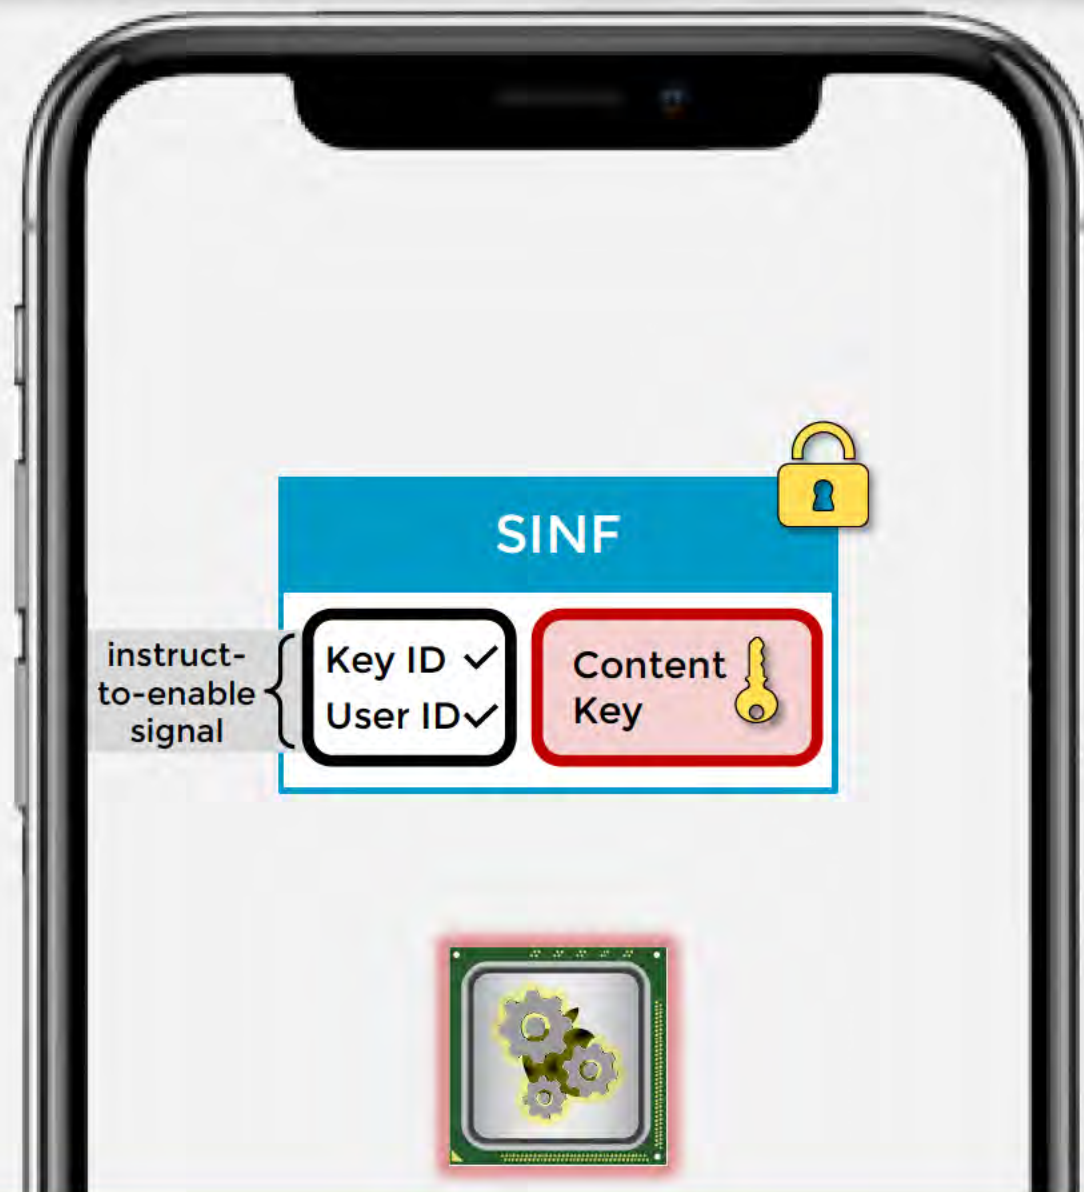 SINF
instruct-
to-enable
signal
Key ID ✓
User ID✓
Content
Key